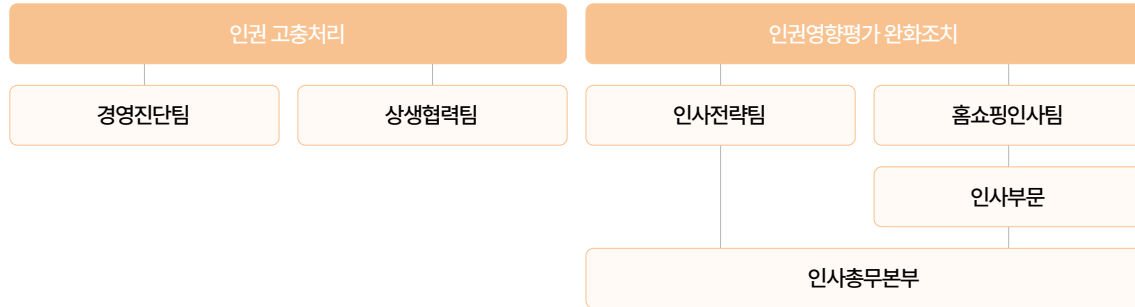 인권 고충처리
인권영향평가 완화조치
경영진단팀
상생협력팀
인사전략팀
홈쇼핑인사팀
인사부문
인사총무본부